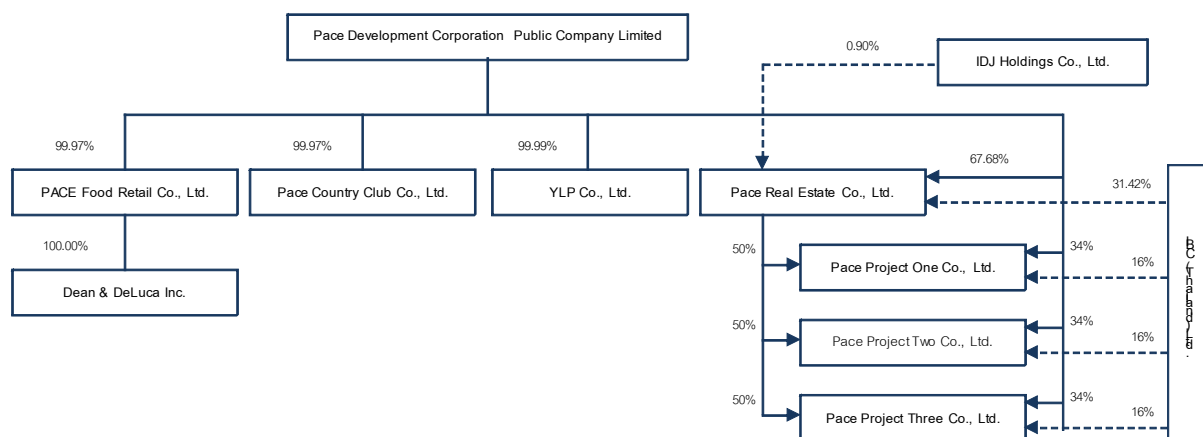 Pace Development Corporation Public Company Limited
0.90%
IDJ Holdings Co., Ltd.
99.97%
99.97%
99.99%
67.68%
PACE Food Retail Co., Ltd.
Pace Country Club Co., Ltd.
YLP Co., Ltd.
Pace Real Estate Co., Ltd.
31.42%
100.00%
50%
34%
Pace Project One Co., Ltd.
16%
Dean & DeLuca Inc.
50%
34%
Pace Project Two Co., Ltd.
16%
50%
34%
Pace Project Three Co., Ltd.
16%